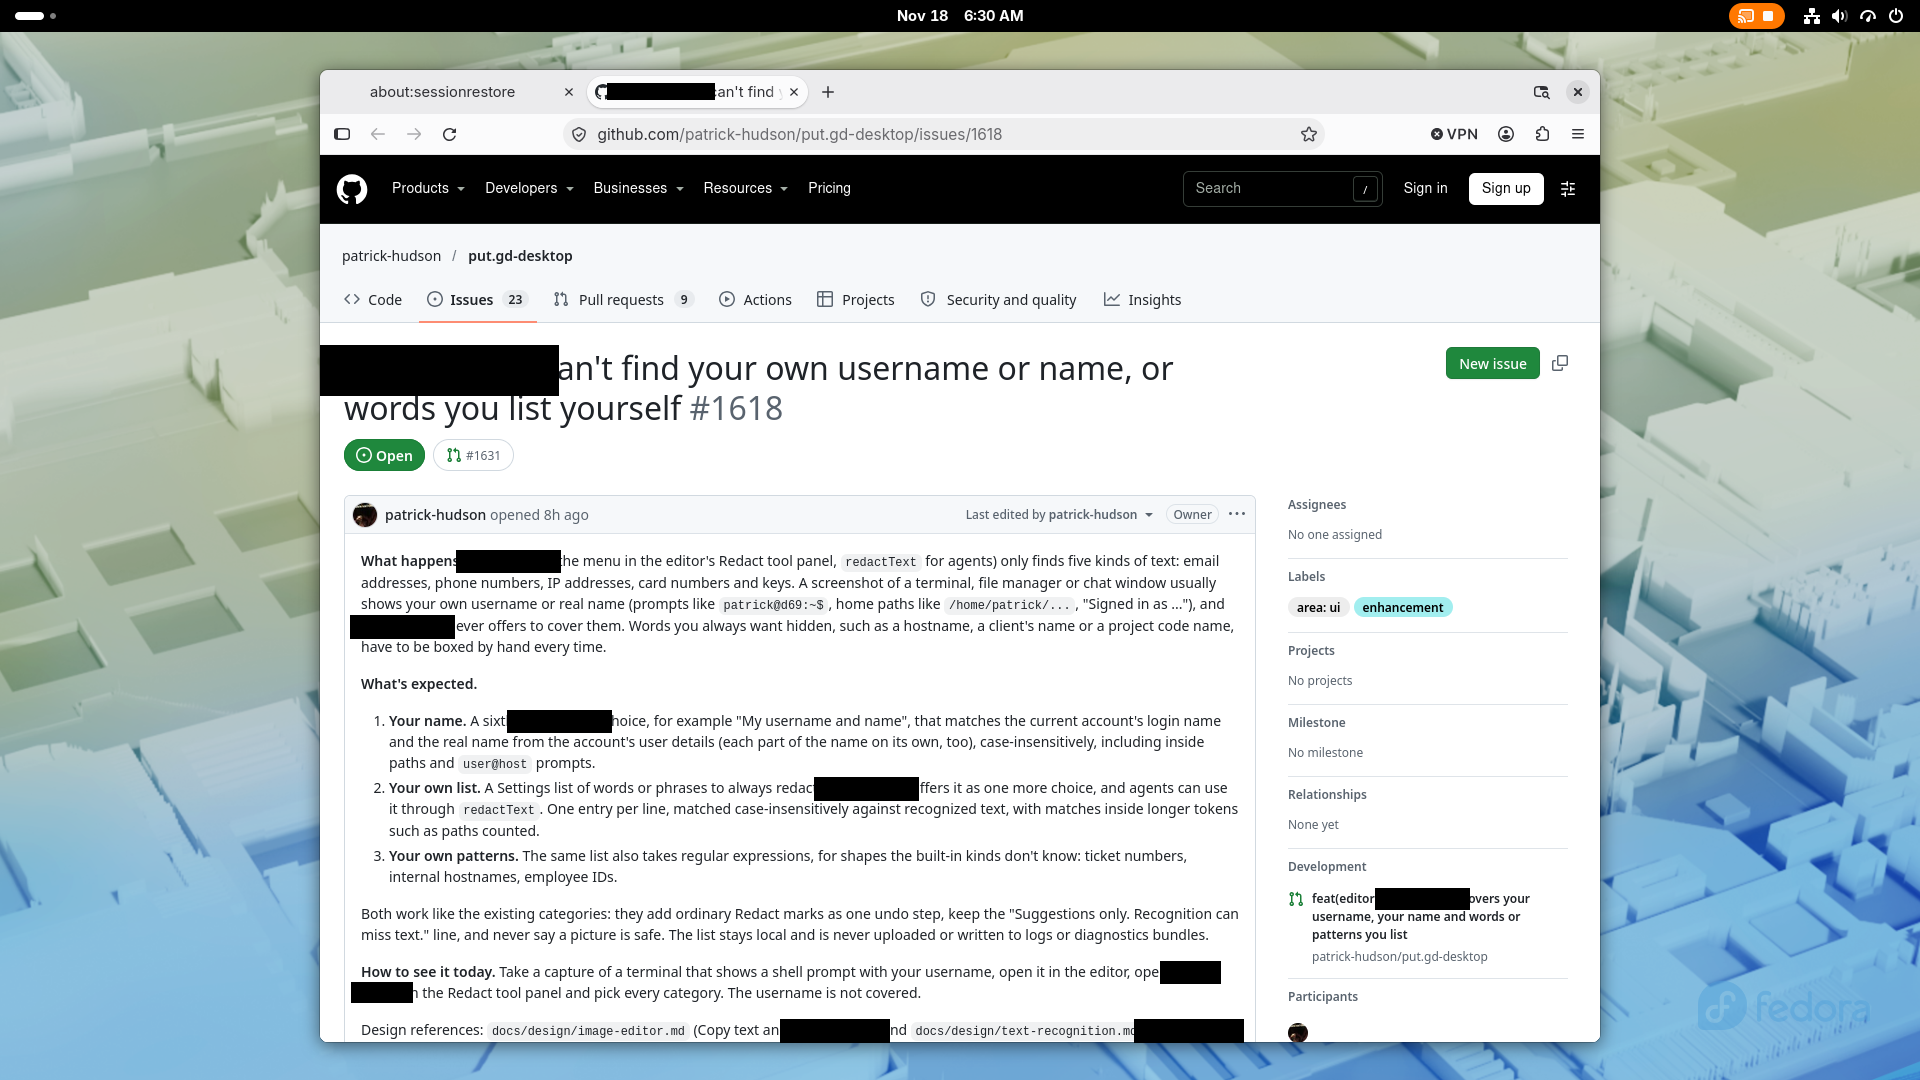 Nov 18 6:30 AM
about:sessionrestore
can't find
github.com/patrick-hudson/put.gd-desktop/issues/1618
VPN
Products
Developers
Businesses
Resources
Pricing
Search
/
Sign in
Sign up
patrick-hudson / put.gd-desktop
Code
Issues 23
Pull requests 9
Actions
Projects
Security and quality
Insights
an't find your own username or name, or
words you list yourself #1618
New issue
Open
#1631
patrick-hudson opened 8h ago
Last edited by patrick-hudson
Owner
What happens the menu in the editor's Redact tool panel, redactText for agents) only finds five kinds of text: email
addresses, phone numbers, IP addresses, card numbers and keys. A screenshot of a terminal, file manager or chat window usually
shows your own username or real name (prompts like patrick@d69:~$, home paths like /home/patrick/..., "Signed in as ..."), and
ever offers to cover them. Words you always want hidden, such as a hostname, a client's name or a project code name,
have to be boxed by hand every time.
What's expected.
1. Your name. A sixt hoice, for example "My username and name", that matches the current account's login name
and the real name from the account's user details (each part of the name on its own, too), case-insensitively, including inside
paths and user@host prompts.
2. Your own list. A Settings list of words or phrases to always redact ffers it as one more choice, and agents can use
it through redactText. One entry per line, matched case-insensitively against recognized text, with matches inside longer tokens
such as paths counted.
3. Your own patterns. The same list also takes regular expressions, for shapes the built-in kinds don't know: ticket numbers,
internal hostnames, employee IDs.
Both work like the existing categories: they add ordinary Redact marks as one undo step, keep the "Suggestions only. Recognition can
miss text." line, and never say a picture is safe. The list stays local and is never uploaded or written to logs or diagnostics bundles.
How to see it today. Take a capture of a terminal that shows a shell prompt with your username, open it in the editor, ope
n the Redact tool panel and pick every category. The username is not covered.
Design references: docs/design/image-editor.md (Copy text an nd docs/design/text-recognition.md
Assignees
No one assigned
Labels
area: ui
enhancement
Projects
No projects
Milestone
No milestone
Relationships
None yet
Development
feat(editor overs your
username, your name and words or
patterns you list
patrick-hudson/put.gd-desktop
Participants
fedora